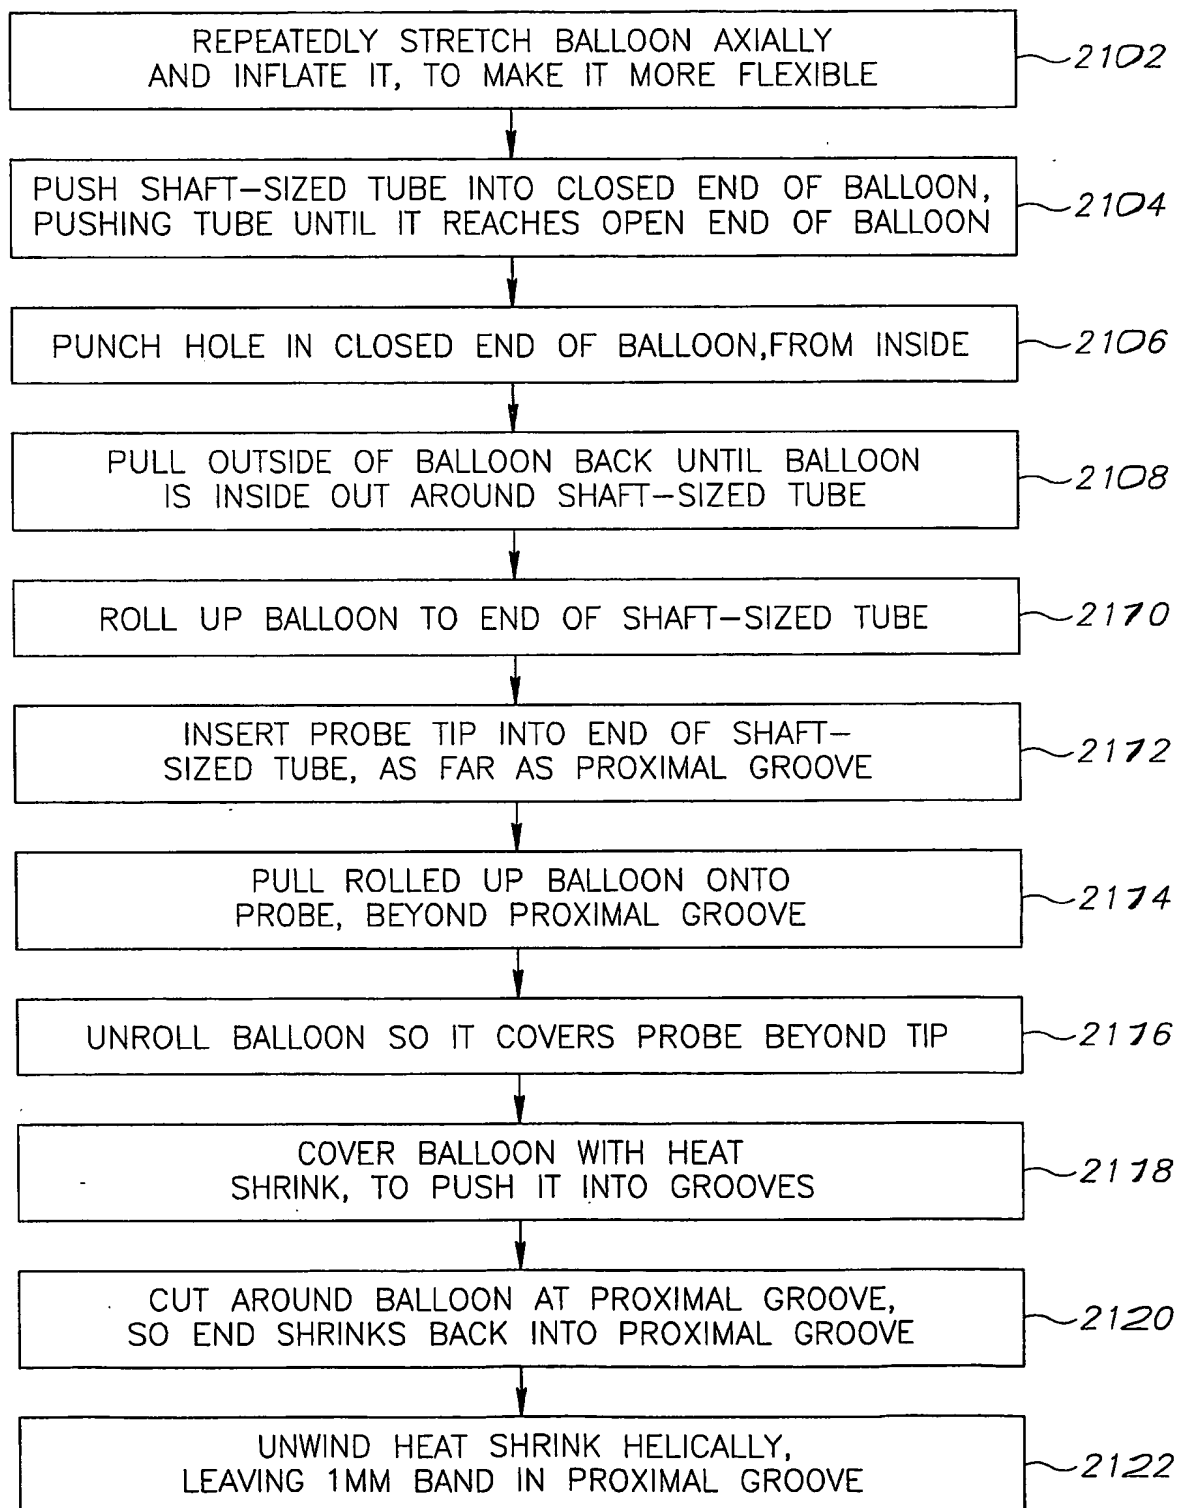 REPEATEDLY STRETCH BALLOON AXIALLY
AND INFLATE IT, TO MAKE IT MORE FLEXIBLE
2102
PUSH SHAFT-SIZED TUBE INTO CLOSED END OF BALLOON,
PUSHING TUBE UNTIL IT REACHES OPEN END OF BALLOON
2104
PUNCH HOLE IN CLOSED END OF BALLOON,FROM INSIDE
2106
PULL OUTSIDE OF BALLOON BACK UNTIL BALLOON
IS INSIDE OUT AROUND SHAFT-SIZED TUBE
2108
ROLL UP BALLOON TO END OF SHAFT-SIZED TUBE
2110
INSERT PROBE TIP INTO END OF SHAFT-
SIZED TUBE, AS FAR AS PROXIMAL GROOVE
2112
PULL ROLLED UP BALLOON ONTO
PROBE, BEYOND PROXIMAL GROOVE
2114
UNROLL BALLOON SO IT COVERS PROBE BEYOND TIP
2116
COVER BALLOON WITH HEAT
SHRINK, TO PUSH IT INTO GROOVES
2118
CUT AROUND BALLOON AT PROXIMAL GROOVE,
SO END SHRINKS BACK INTO PROXIMAL GROOVE
2120
UNWIND HEAT SHRINK HELICALLY,
LEAVING 1MM BAND IN PROXIMAL GROOVE
2122